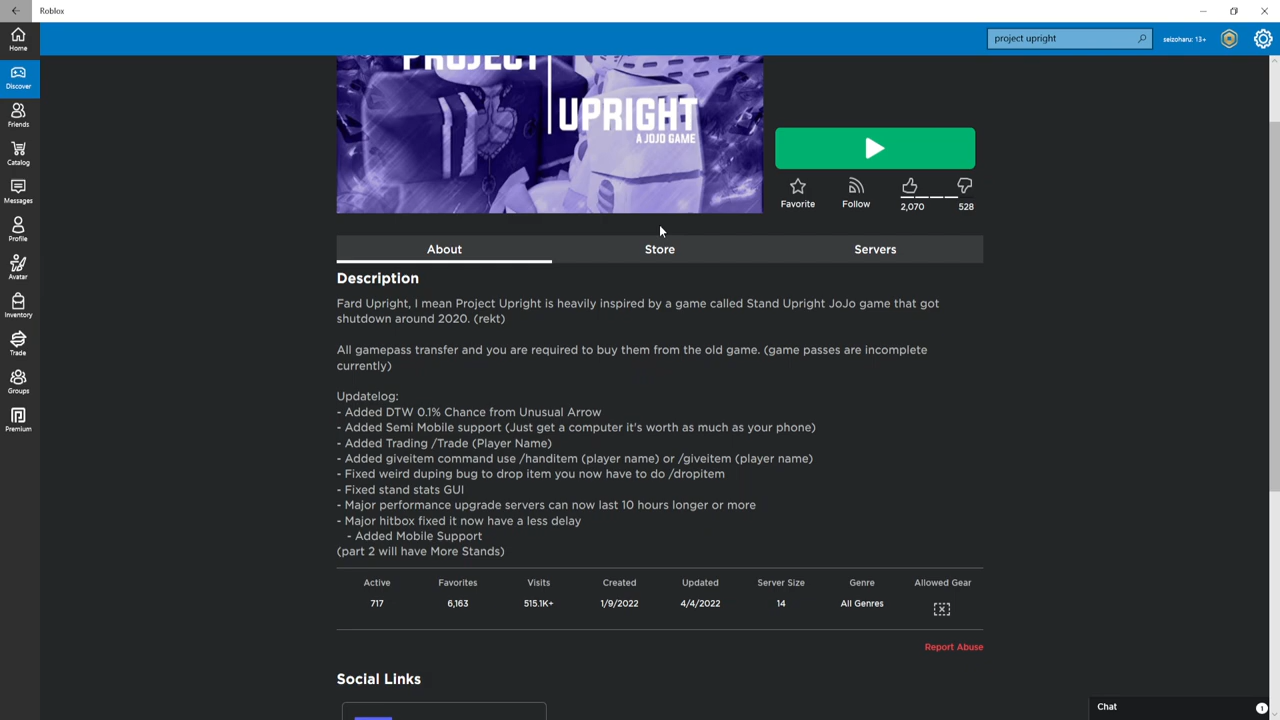 Roblox
project upright
seizoharu: 13+
Home
Discover
Friends
Catalog
Messages
Profile
Avatar
Inventory
Trade
Groups
Premium
PROJECT
UPRIGHT
A JOJO GAME
Favorite
Follow
2,070
528
About
Store
Servers
Description
Fard Upright, I mean Project Upright is heavily inspired by a game called Stand Upright JoJo game that got
shutdown around 2020. (rekt)
All gamepass transfer and you are required to buy them from the old game. (game passes are incomplete
currently)
Updatelog:
- Added DTW 0.1% Chance from Unusual Arrow
- Added Semi Mobile support (Just get a computer it's worth as much as your phone)
- Added Trading /Trade (Player Name)
- Added giveitem command use /handitem (player name) or /giveitem (player name)
- Fixed weird duping bug to drop item you now have to do /dropitem
- Fixed stand stats GUI
- Major performance upgrade servers can now last 10 hours longer or more
- Major hitbox fixed it now have a less delay
- Added Mobile Support
(part 2 will have More Stands)
Active Favorites Visits Created Updated Server Size Genre Allowed Gear
717 6,163 515.1K+ 1/9/2022 4/4/2022 14 All Genres
Report Abuse
Social Links
Chat
1